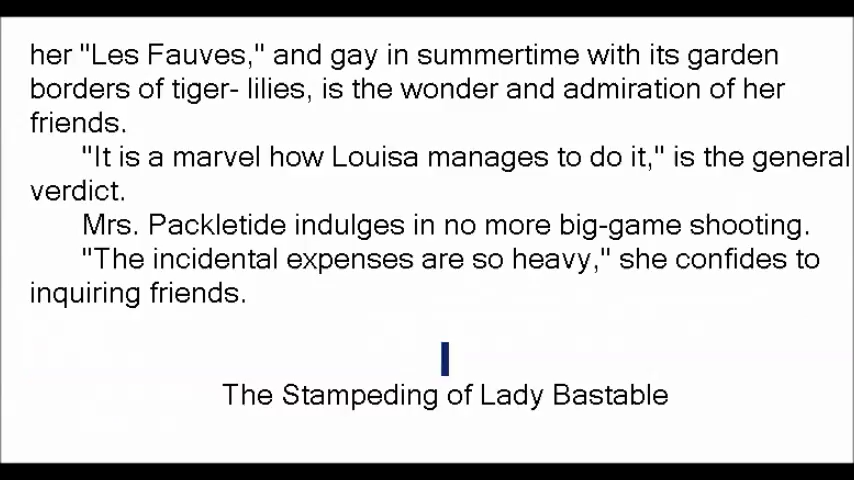 her "Les Fauves," and gay in summertime with its garden
borders of tiger- lilies, is the wonder and admiration of her
friends.
"It is a marvel how Louisa manages to do it," is the general
verdict.
Mrs. Packletide indulges in no more big-game shooting.
"The incidental expenses are so heavy," she confides to
inquiring friends.
The Stampeding of Lady Bastable